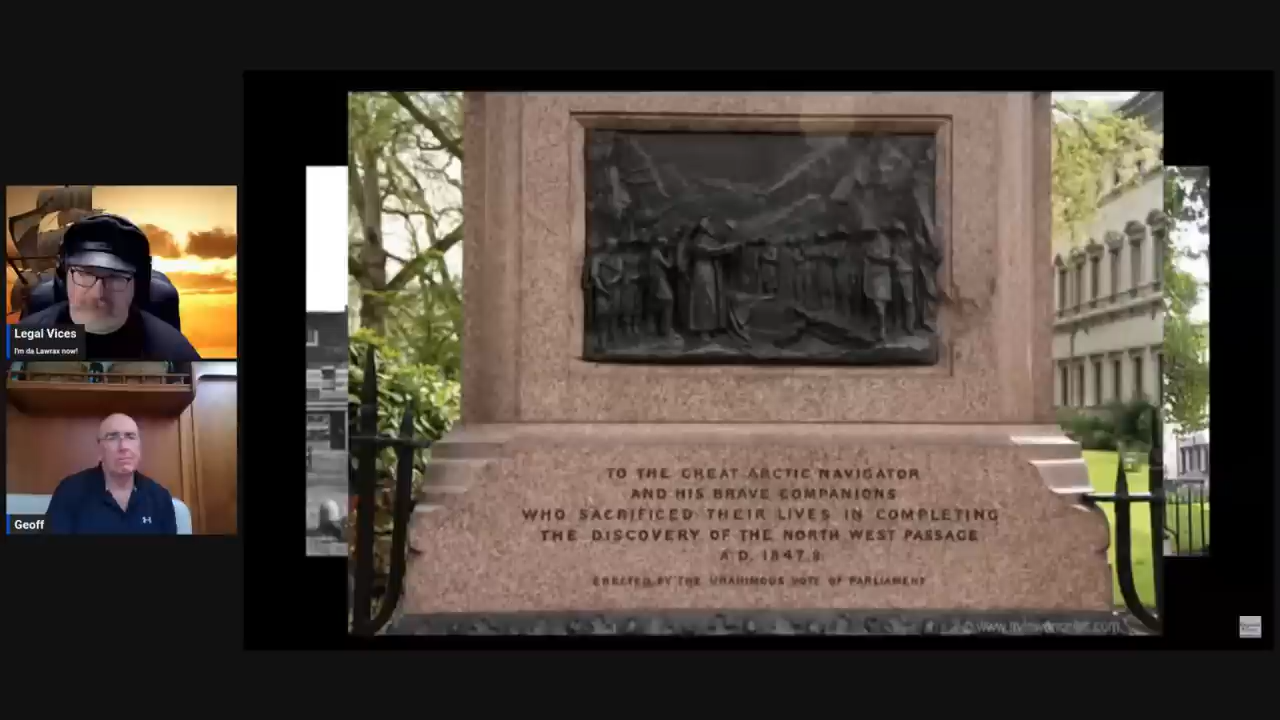 Legal Vices
I'm da Lawrax now!
Geoff
TO THE GREAT ARCTIC NAVIGATOR
AND HIS BRAVE COMPANIONS
WHO SACRIFICED THEIR LIVES IN COMPLETING
THE DISCOVERY OF THE NORTH WEST PASSAGE
A.D. 1847.8.
ERECTED BY THE UNANIMOUS VOTE OF PARLIAMENT